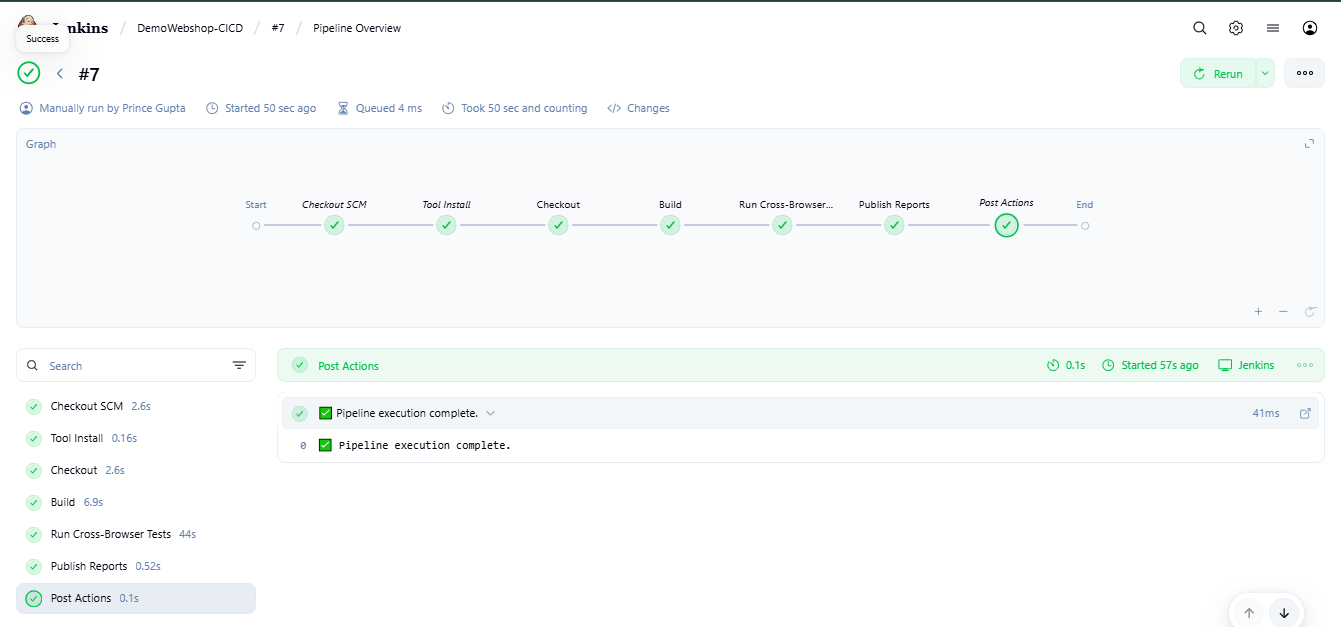 Jenkins / DemoWebshop-CICD / #7 / Pipeline Overview
Success
#7
Rerun
Manually run by Prince Gupta Started 50 sec ago Queued 4 ms Took 50 sec and counting Changes
Graph
Start Checkout SCM Tool Install Checkout Build Run Cross-Browser... Publish Reports Post Actions End
Search
Checkout SCM 2.6s
Tool Install 0.16s
Checkout 2.6s
Build 6.9s
Run Cross-Browser Tests 44s
Publish Reports 0.52s
Post Actions 0.1s
Post Actions 0.1s Started 57s ago Jenkins
✅ Pipeline execution complete. 41ms
0 ✅ Pipeline execution complete.